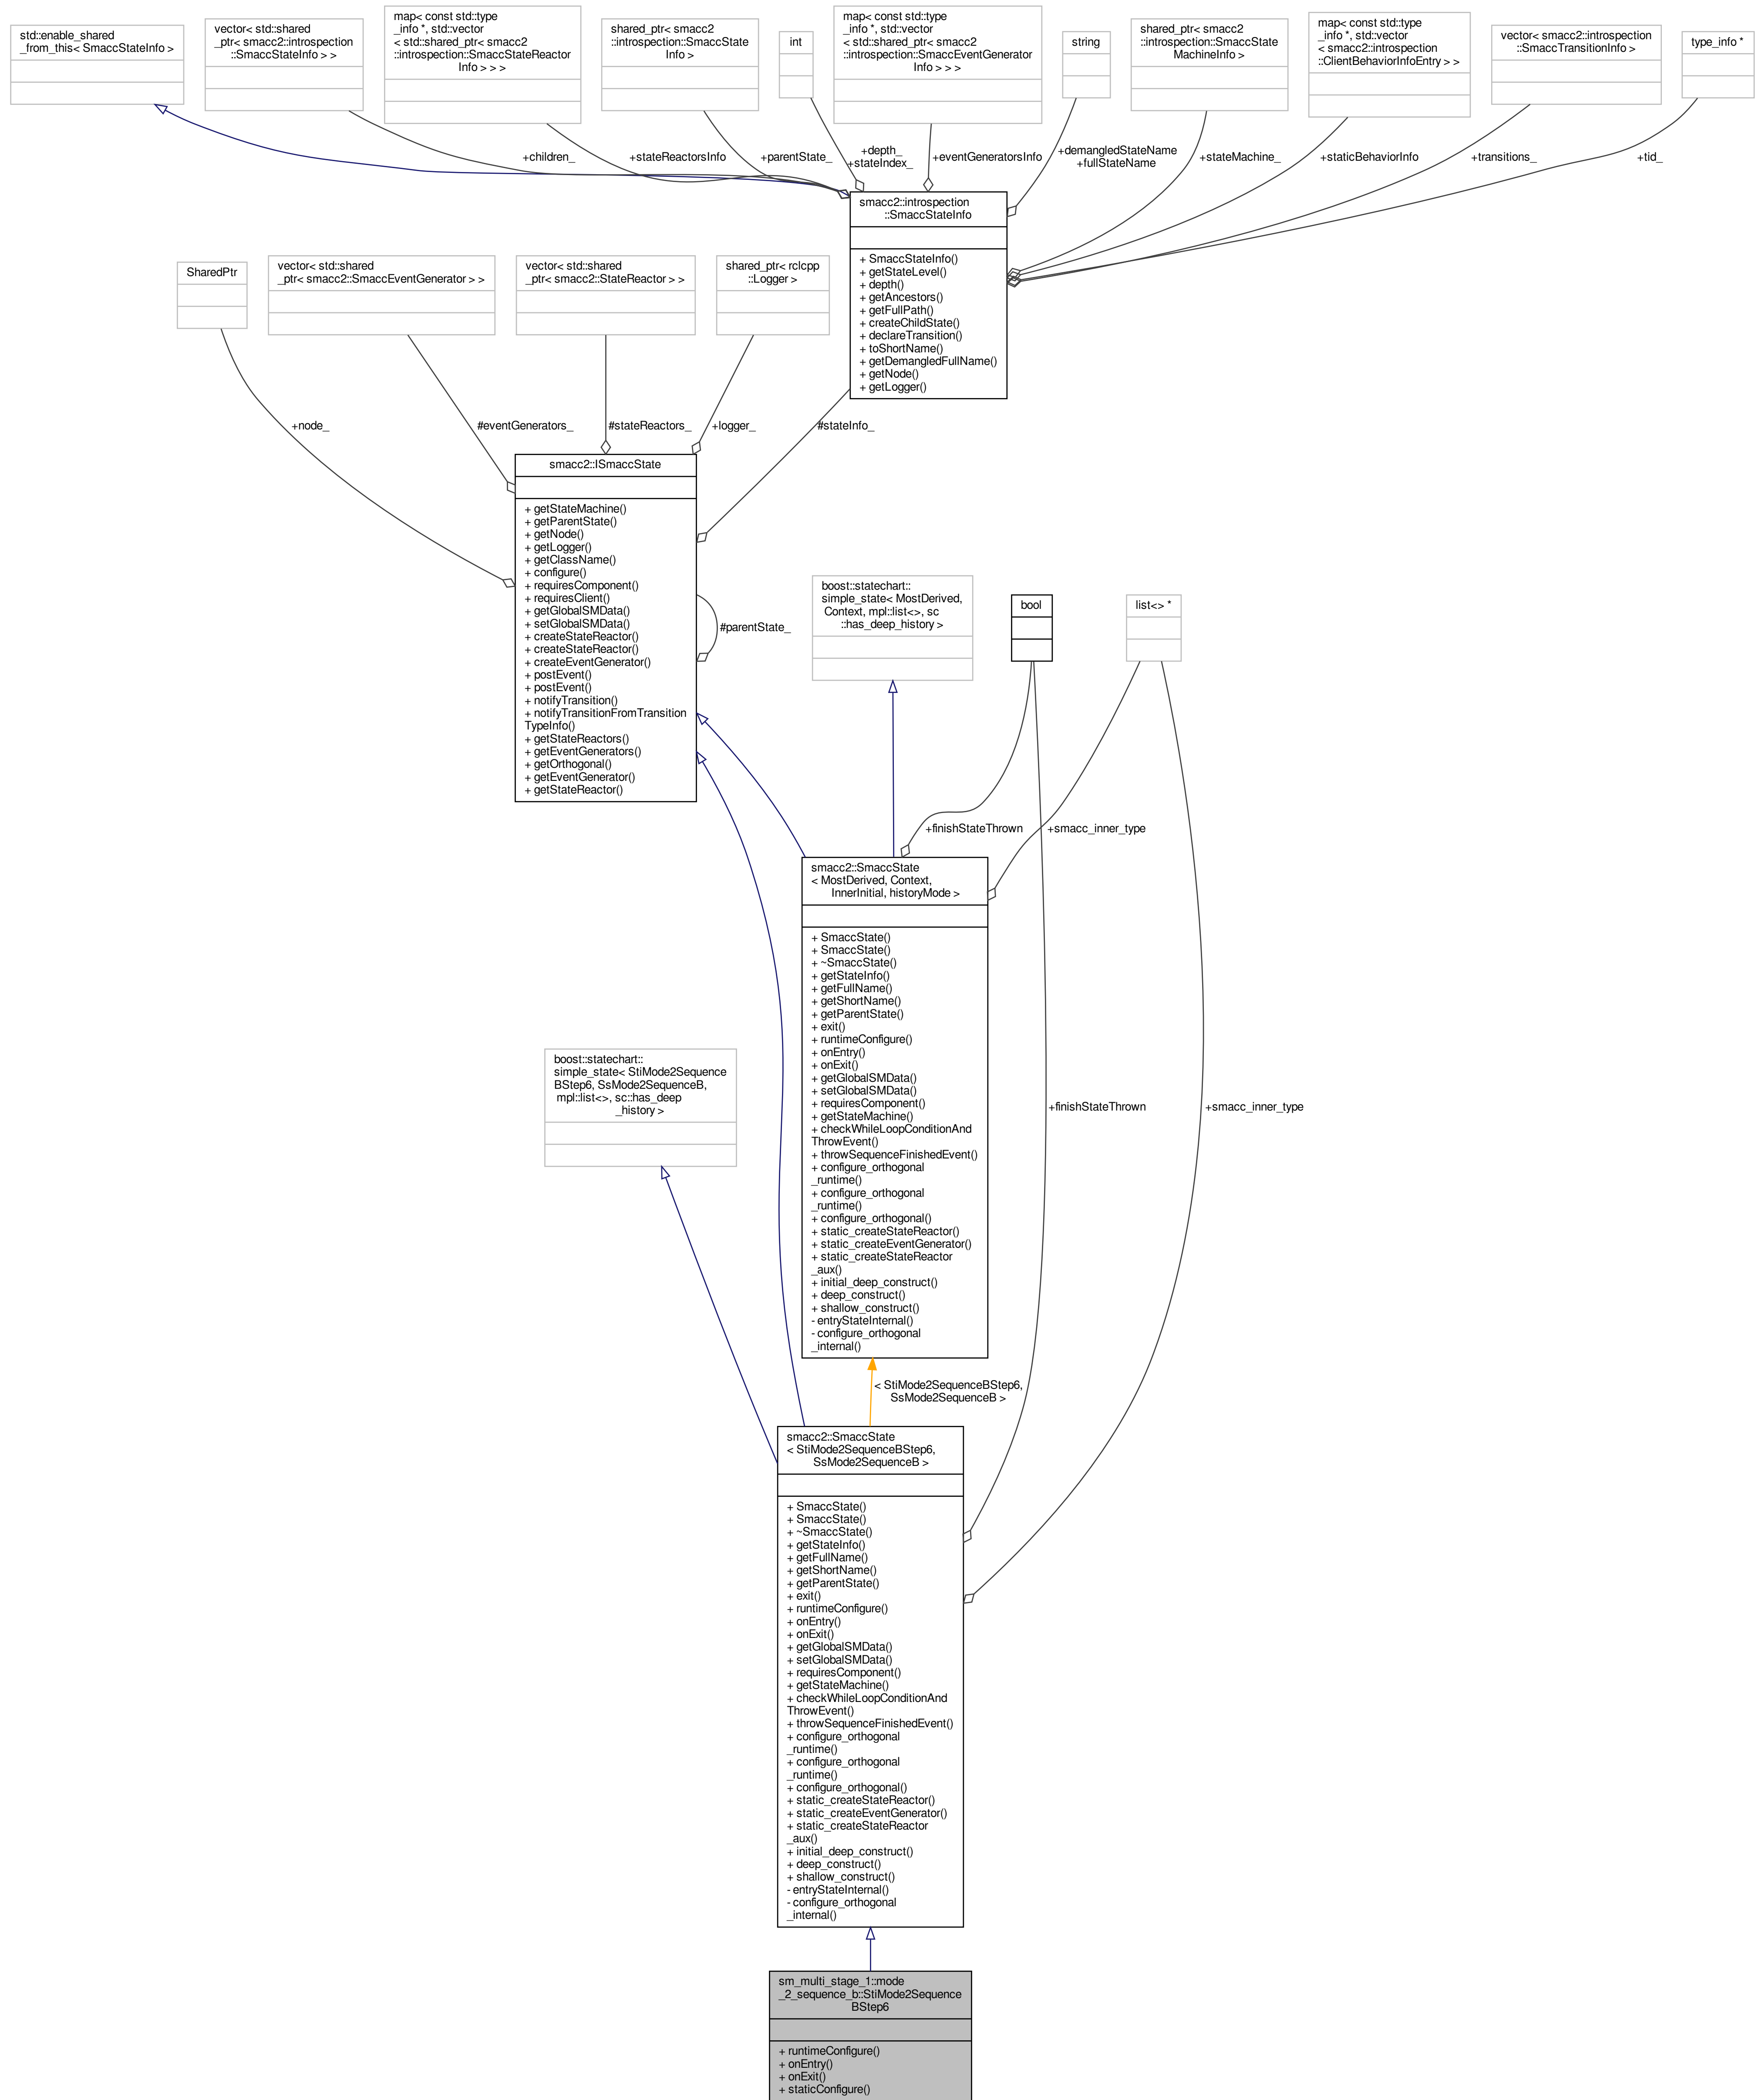 std::enable_shared
_from_this< SmaccStateInfo >
vector< std::shared
_ptr< smacc2::introspection
::SmaccStateInfo > >
map< const std::type
_info *, std::vector
< std::shared_ptr< smacc2
::introspection::SmaccStateReactor
Info > > >
shared_ptr< smacc2
::introspection::SmaccState
Info >
int
map< const std::type
_info *, std::vector
< std::shared_ptr< smacc2
::introspection::SmaccEventGenerator
Info > > >
string
shared_ptr< smacc2
::introspection::SmaccState
MachineInfo >
map< const std::type
_info *, std::vector
< smacc2::introspection
::ClientBehaviorInfoEntry > >
vector< smacc2::introspection
::SmaccTransitionInfo >
type_info *
+children_
+stateReactorsInfo
+parentState_
+depth_
+stateIndex_
+eventGeneratorsInfo
+demangledStateName
+fullStateName
+stateMachine_
+staticBehaviorInfo
+transitions_
+tid_
smacc2::introspection
::SmaccStateInfo
+ SmaccStateInfo()
+ getStateLevel()
+ depth()
+ getAncestors()
+ getFullPath()
+ createChildState()
+ declareTransition()
+ toShortName()
+ getDemangledFullName()
+ getNode()
+ getLogger()
SharedPtr
vector< std::shared
_ptr< smacc2::SmaccEventGenerator > >
vector< std::shared
_ptr< smacc2::StateReactor > >
shared_ptr< rclcpp
::Logger >
+node_
#eventGenerators_
#stateReactors_
+logger_
#stateInfo_
smacc2::ISmaccState
+ getStateMachine()
+ getParentState()
+ getNode()
+ getLogger()
+ getClassName()
+ configure()
+ requiresComponent()
+ requiresClient()
+ getGlobalSMData()
+ setGlobalSMData()
+ createStateReactor()
+ createStateReactor()
+ createEventGenerator()
+ postEvent()
+ postEvent()
+ notifyTransition()
+ notifyTransitionFromTransition
TypeInfo()
+ getStateReactors()
+ getEventGenerators()
+ getOrthogonal()
+ getEventGenerator()
+ getStateReactor()
#parentState_
boost::statechart::
simple_state< MostDerived,
Context, mpl::list<>, sc
::has_deep_history >
bool
list<> *
+finishStateThrown
+smacc_inner_type
smacc2::SmaccState
< MostDerived, Context,
InnerInitial, historyMode >
+ SmaccState()
+ SmaccState()
+ ~SmaccState()
+ getStateInfo()
+ getFullName()
+ getShortName()
+ getParentState()
+ exit()
+ runtimeConfigure()
+ onEntry()
+ onExit()
+ getGlobalSMData()
+ setGlobalSMData()
+ requiresComponent()
+ getStateMachine()
+ checkWhileLoopConditionAnd
ThrowEvent()
+ throwSequenceFinishedEvent()
+ configure_orthogonal
_runtime()
+ configure_orthogonal
_runtime()
+ configure_orthogonal()
+ static_createStateReactor()
+ static_createEventGenerator()
+ static_createStateReactor
_aux()
+ initial_deep_construct()
+ deep_construct()
+ shallow_construct()
- entryStateInternal()
- configure_orthogonal
_internal()
boost::statechart::
simple_state< StiMode2Sequence
BStep6, SsMode2SequenceB,
mpl::list<>, sc::has_deep
_history >
+finishStateThrown
+smacc_inner_type
< StiMode2SequenceBStep6,
SsMode2SequenceB >
smacc2::SmaccState
< StiMode2SequenceBStep6,
SsMode2SequenceB >
+ SmaccState()
+ SmaccState()
+ ~SmaccState()
+ getStateInfo()
+ getFullName()
+ getShortName()
+ getParentState()
+ exit()
+ runtimeConfigure()
+ onEntry()
+ onExit()
+ getGlobalSMData()
+ setGlobalSMData()
+ requiresComponent()
+ getStateMachine()
+ checkWhileLoopConditionAnd
ThrowEvent()
+ throwSequenceFinishedEvent()
+ configure_orthogonal
_runtime()
+ configure_orthogonal
_runtime()
+ configure_orthogonal()
+ static_createStateReactor()
+ static_createEventGenerator()
+ static_createStateReactor
_aux()
+ initial_deep_construct()
+ deep_construct()
+ shallow_construct()
- entryStateInternal()
- configure_orthogonal
_internal()
sm_multi_stage_1::mode
_2_sequence_b::StiMode2Sequence
BStep6
+ runtimeConfigure()
+ onEntry()
+ onExit()
+ staticConfigure()